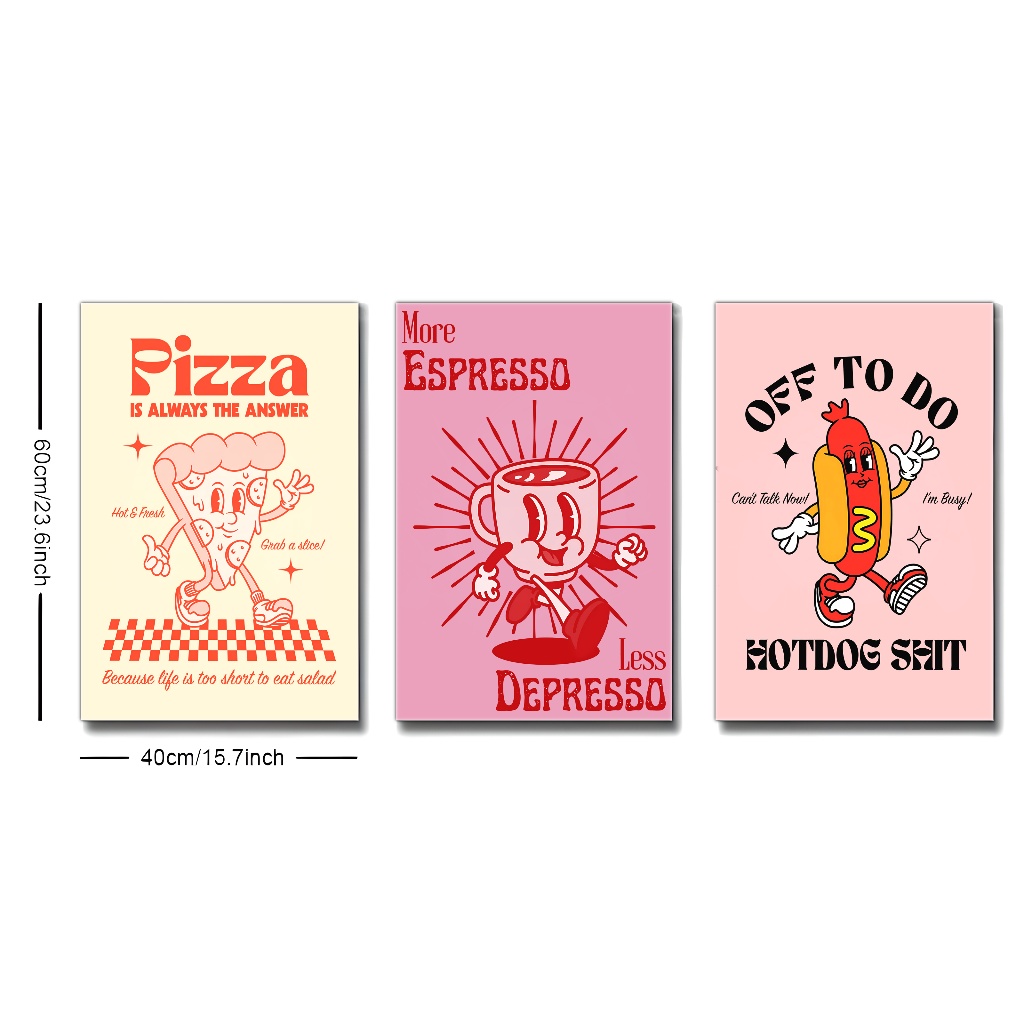 60cm/23.6inch
40cm/15.7inch
Pizza
IS ALWAYS THE ANSWER
Hot & Fresh
Grab a slice!
Because life is too short to eat salad
More
ESPRESSO
Less
DEPRESSO
OFF TO DO
Can't Talk Now!
I'm Busy!
HOTDOG SHIT